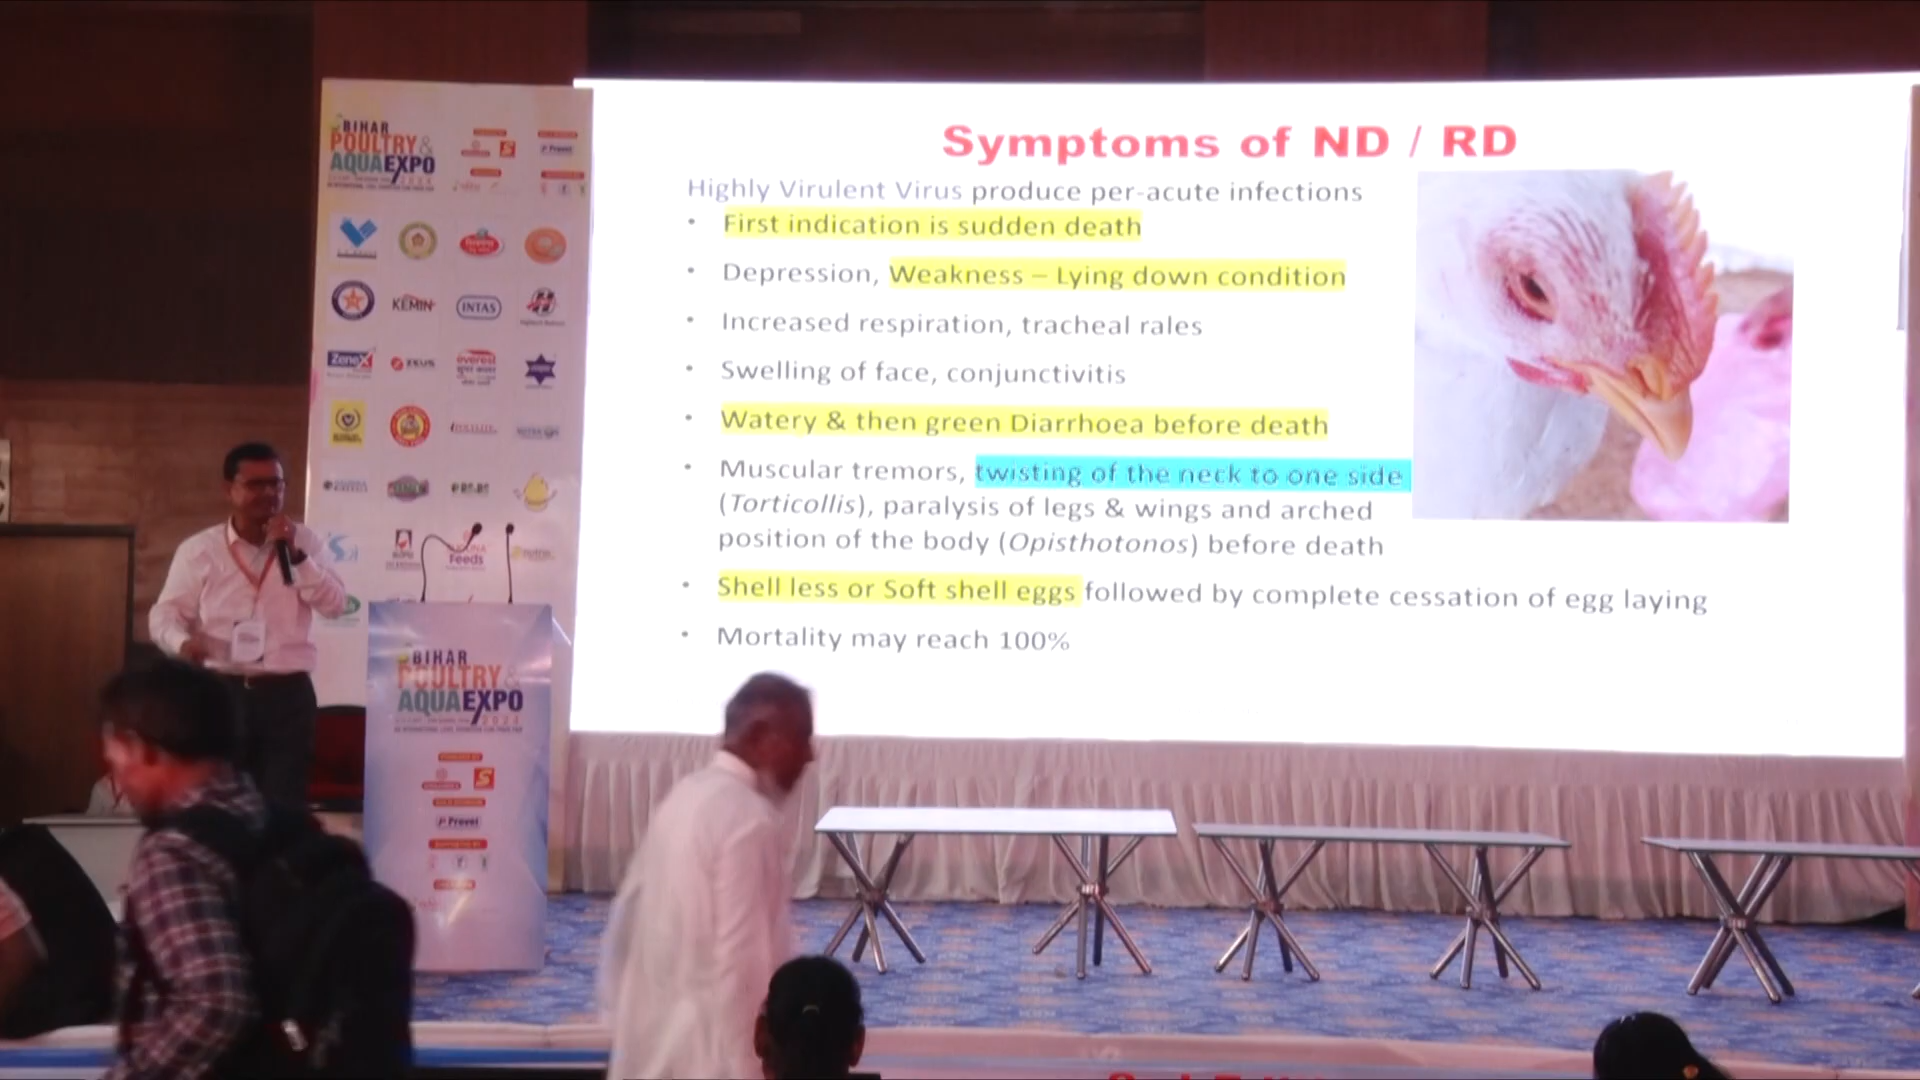 BIHAR
POULTRY &
AQUA EXPO
KEMIN
INTAS
Zenex
ZEUS
everest
Feeds
BIHAR
POULTRY &
AQUA EXPO
2024
Provet
Symptoms of ND / RD
Highly Virulent Virus produce per-acute infections
• First indication is sudden death
• Depression, Weakness – Lying down condition
• Increased respiration, tracheal rales
• Swelling of face, conjunctivitis
• Watery & then green Diarrhoea before death
• Muscular tremors, twisting of the neck to one side
(Torticollis), paralysis of legs & wings and arched
position of the body (Opisthotonos) before death
• Shell less or Soft shell eggs followed by complete cessation of egg laying
• Mortality may reach 100%